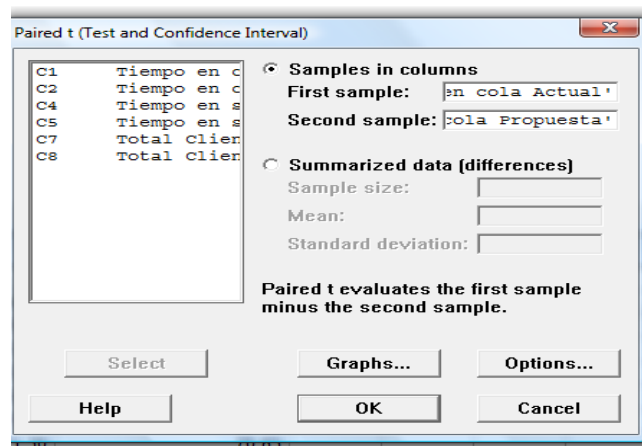 Paired t (Test and Confidence Interval)
C1 Tiempo en c
C2 Tiempo en c
C4 Tiempo en s
C5 Tiempo en s
C7 Total Clien
C8 Total Clien
Samples in columns
First sample: en cola Actual'
Second sample: cola Propuesta'
Summarized data (differences)
Sample size:
Mean:
Standard deviation:
Paired t evaluates the first sample
minus the second sample.
Select
Graphs...
Options...
Help
OK
Cancel